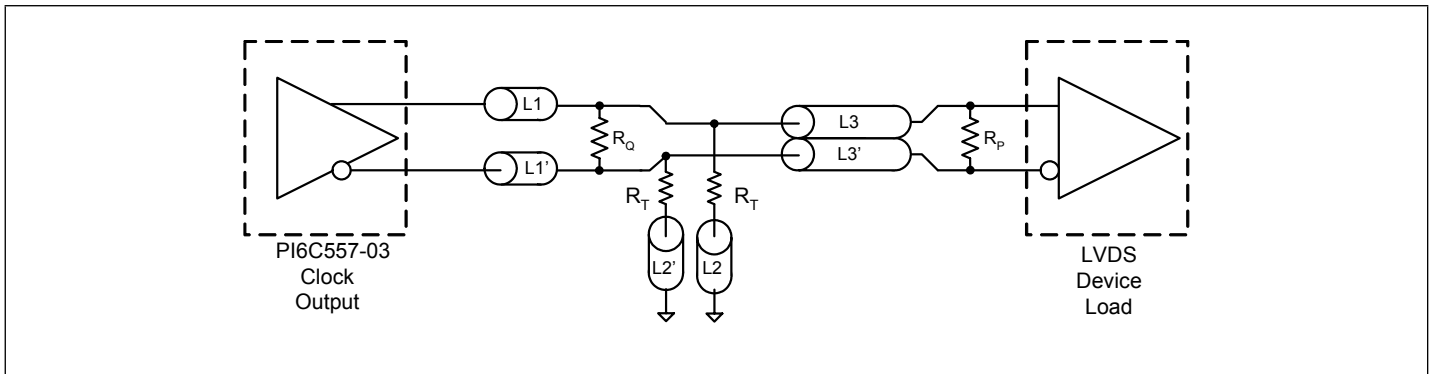 L1
L1'
R_Q
R_T
R_T
L2'
L2
L3
L3'
R_P
PI6C557-03
Clock
Output
LVDS
Device
Load